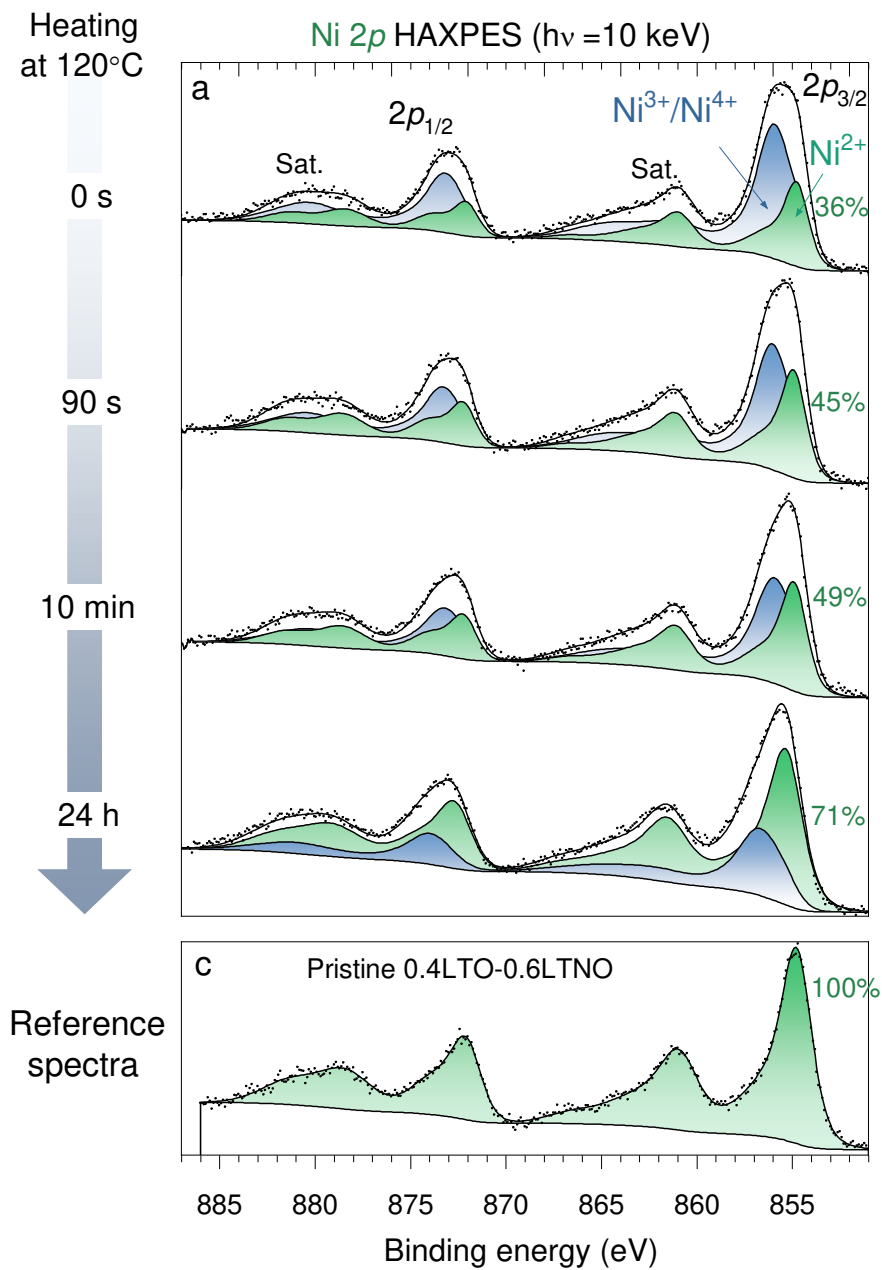 Heating
at 120°C
Ni 2p HAXPES (hν =10 keV)
a
2p1/2
Sat.
Sat.
Ni3+/Ni4+
2p3/2
Ni2+
0 s
36%
90 s
45%
10 min
49%
24 h
71%
c
Pristine 0.4LTO-0.6LTNO
100%
Reference
spectra
885 880 875 870 865 860 855
Binding energy (eV)